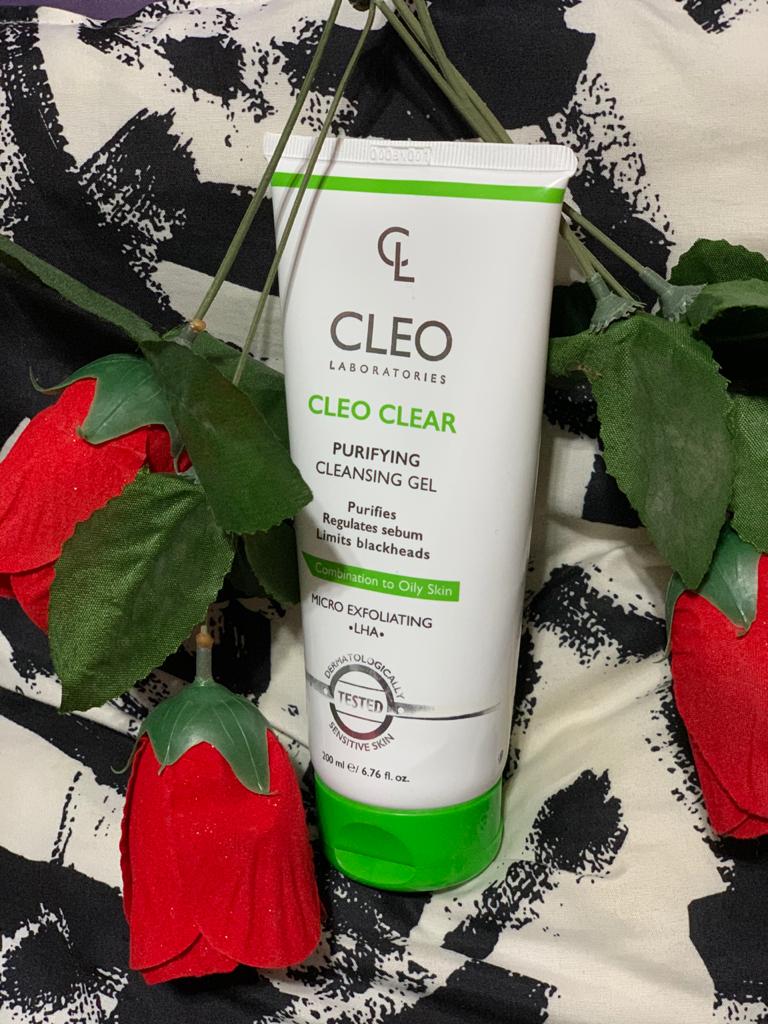 CL
CLEO
LABORATORIES
CLEO CLEAR
PURIFYING
CLEANSING GEL
Purifies
Regulates sebum
Limits blackheads
Combination to Oily Skin
MICRO EXFOLIATING
•LHA•
DERMATOLOGICALLY
TESTED
SENSITIVE SKIN
200 ml ℮/ 6.76 fl. oz.